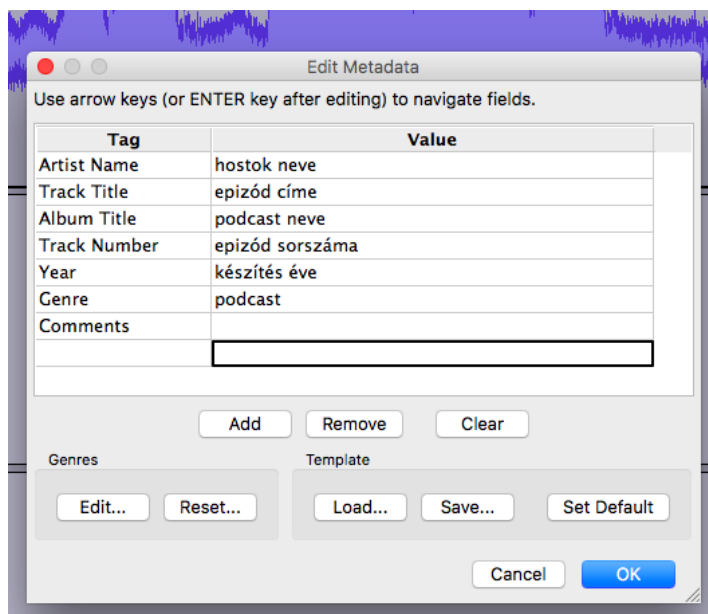 Edit Metadata
Use arrow keys (or ENTER key after editing) to navigate fields.
Tag Value
Artist Name hostok neve
Track Title epizód címe
Album Title podcast neve
Track Number epizód sorszáma
Year készítés éve
Genre podcast
Comments
Add Remove Clear
Genres Template
Edit... Reset... Load... Save... Set Default
Cancel OK